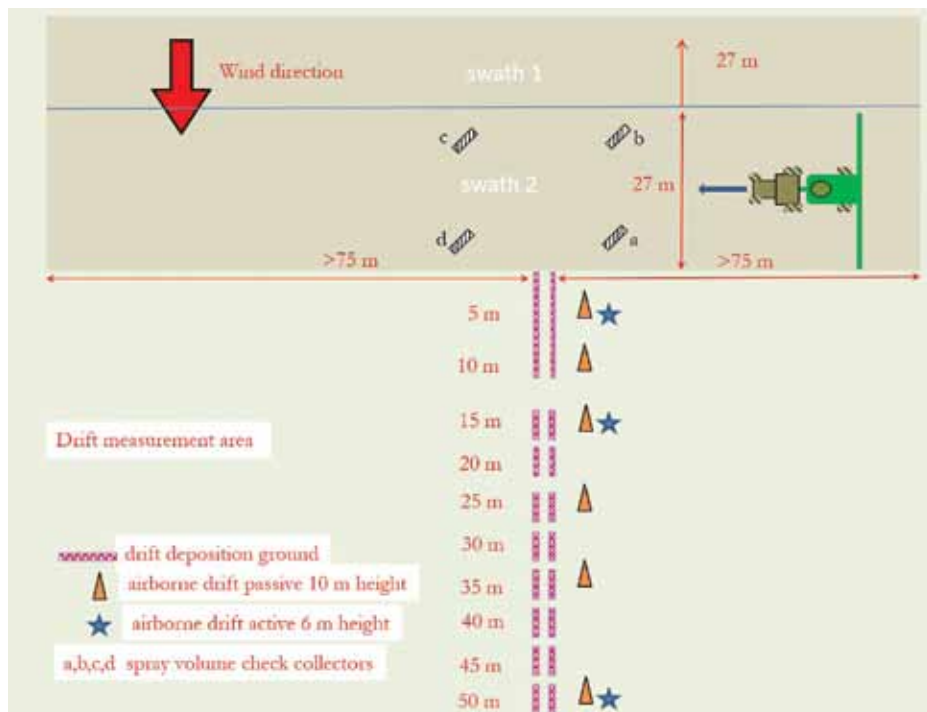 swath 1
27 m
Wind direction
c
b
swath 2
27 m
d
a
>75 m
>75 m
5 m
10 m
15 m
Drift measurement area
20 m
25 m
30 m
drift deposition ground
35 m
airborne drift passive 10 m height
40 m
airborne drift active 6 m height
45 m
a,b,c,d spray volume check collectors
50 m